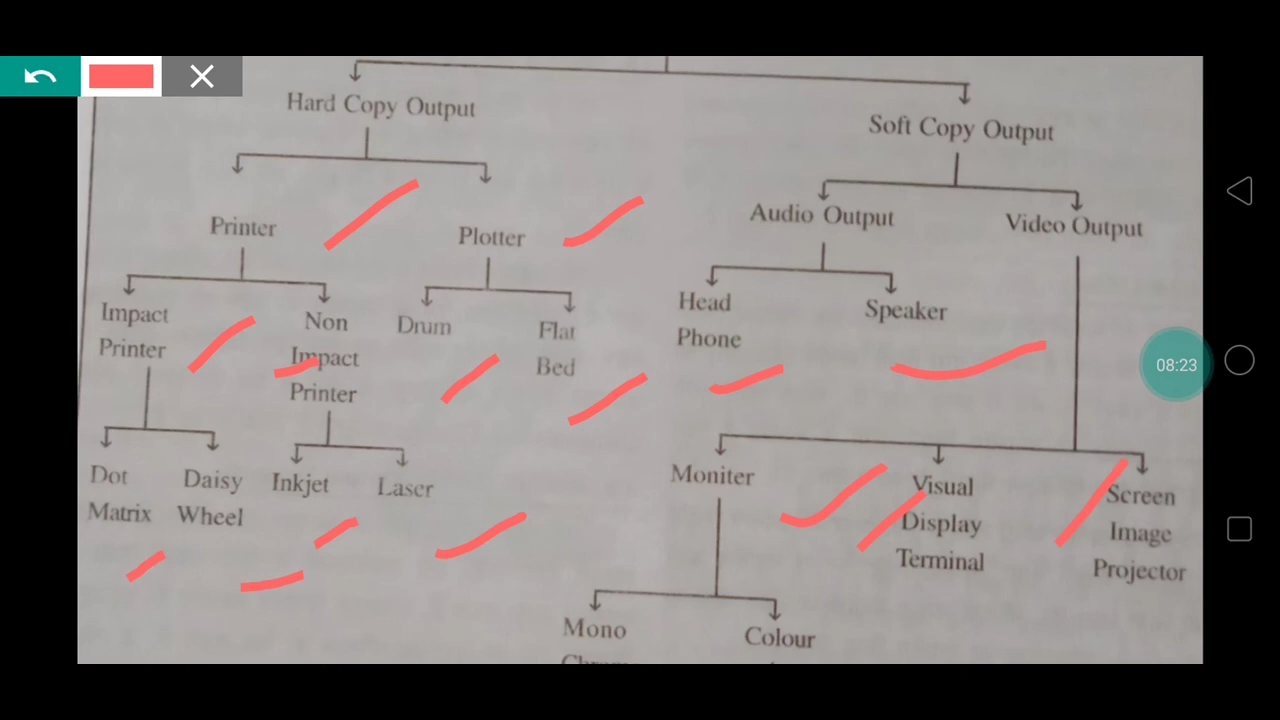 Hard Copy Output
Soft Copy Output
Printer
Plotter
Audio Output
Video Output
Impact
Printer
Non
Impact
Printer
Drum
Flat
Bed
Head
Phone
Speaker
Dot
Matrix
Daisy
Wheel
Inkjet
Laser
Moniter
Visual
Display
Terminal
Screen
Image
Projector
Mono
Colour
08:23